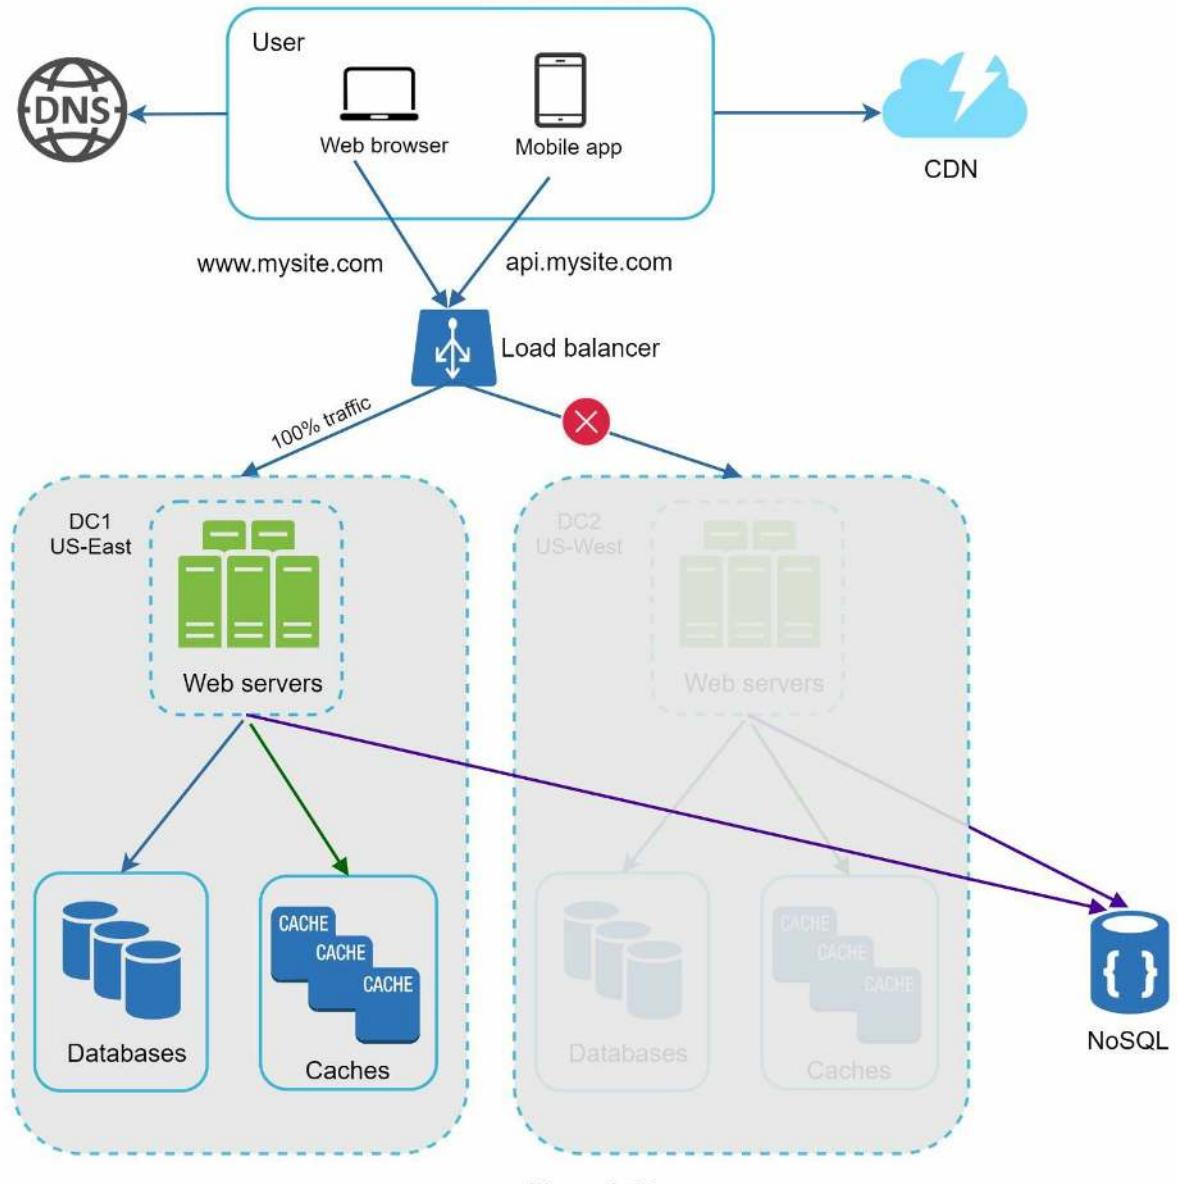 User
DNS
Web browser
Mobile app
CDN
www.mysite.com
api.mysite.com
Load balancer
100% traffic
DC1
US-East
Web servers
DC2
US-West
Web servers
CACHE
CACHE
CACHE
Databases
Caches
CACHE
CACHE
CACHE
Databases
Caches
{ }
NoSQL